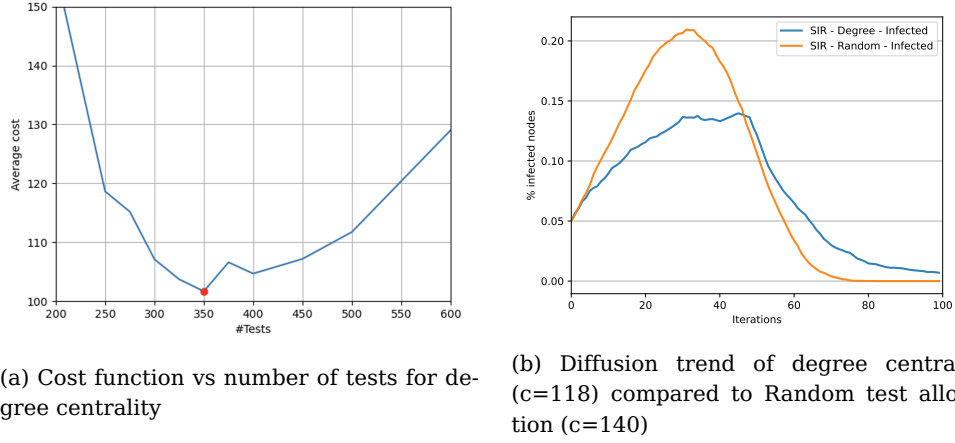 150
140
130
120
110
100
Average cost
200 250 300 350 400 450 500 550 600
#Tests
(a) Cost function vs number of tests for de-
gree centrality
SIR - Degree - Infected
SIR - Random - Infected
0.20
0.15
0.10
0.05
0.00
% infected nodes
0 20 40 60 80 100
Iterations
(b) Diffusion trend of degree centra
(c=118) compared to Random test allo
tion (c=140)